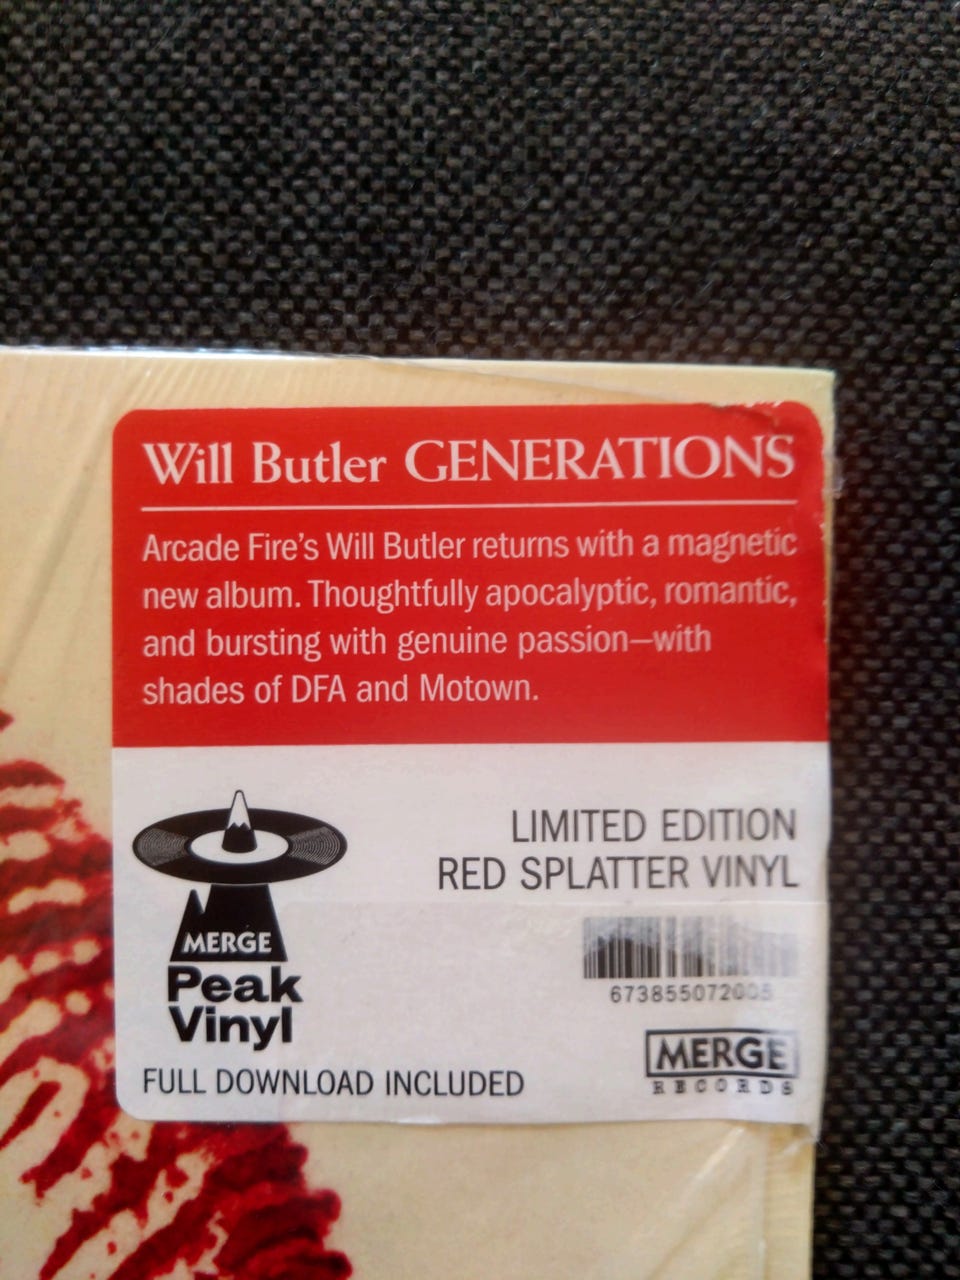 Will Butler GENERATIONS
Arcade Fire's Will Butler returns with a magnetic
new album. Thoughtfully apocalyptic, romantic,
and bursting with genuine passion—with
shades of DFA and Motown.
LIMITED EDITION
RED SPLATTER VINYL
MERGE
Peak
Vinyl
673855072005
MERGE
RECORDS
FULL DOWNLOAD INCLUDED